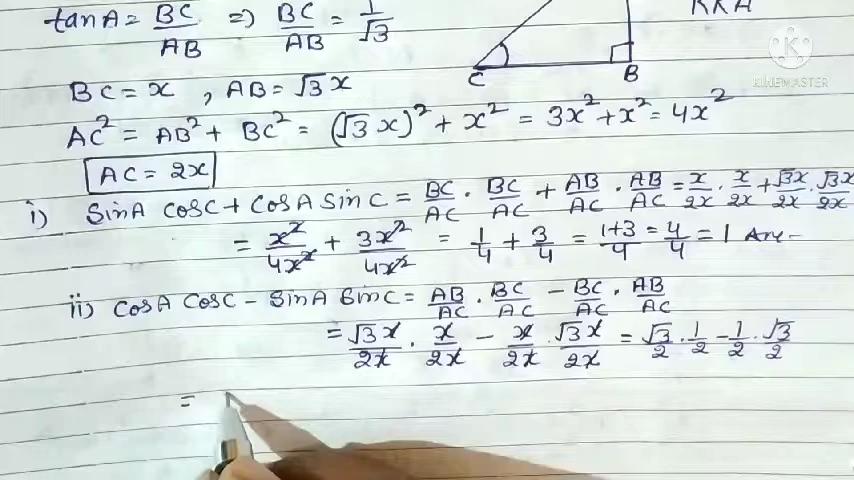 tanA = BC/AB => BC/AB = 1/√3
C B
KINEMASTER
BC = x , AB = √3x
AC² = AB² + BC² = (√3x)² + x² = 3x² + x² = 4x²
AC = 2x
i) SinA CosC + CosA SinC = BC/AC · BC/AC + AB/AC · AB/AC = x/2x · x/2x + √3x/2x · √3x/2x
= x²/4x² + 3x²/4x² = 1/4 + 3/4 = 1+3/4 = 4/4 = 1 Ans-
ii) CosA CosC - SinA SinC = AB/AC · BC/AC - BC/AC · AB/AC
= √3x/2x · x/2x - x/2x · √3x/2x = √3/2 · 1/2 - 1/2 · √3/2
=